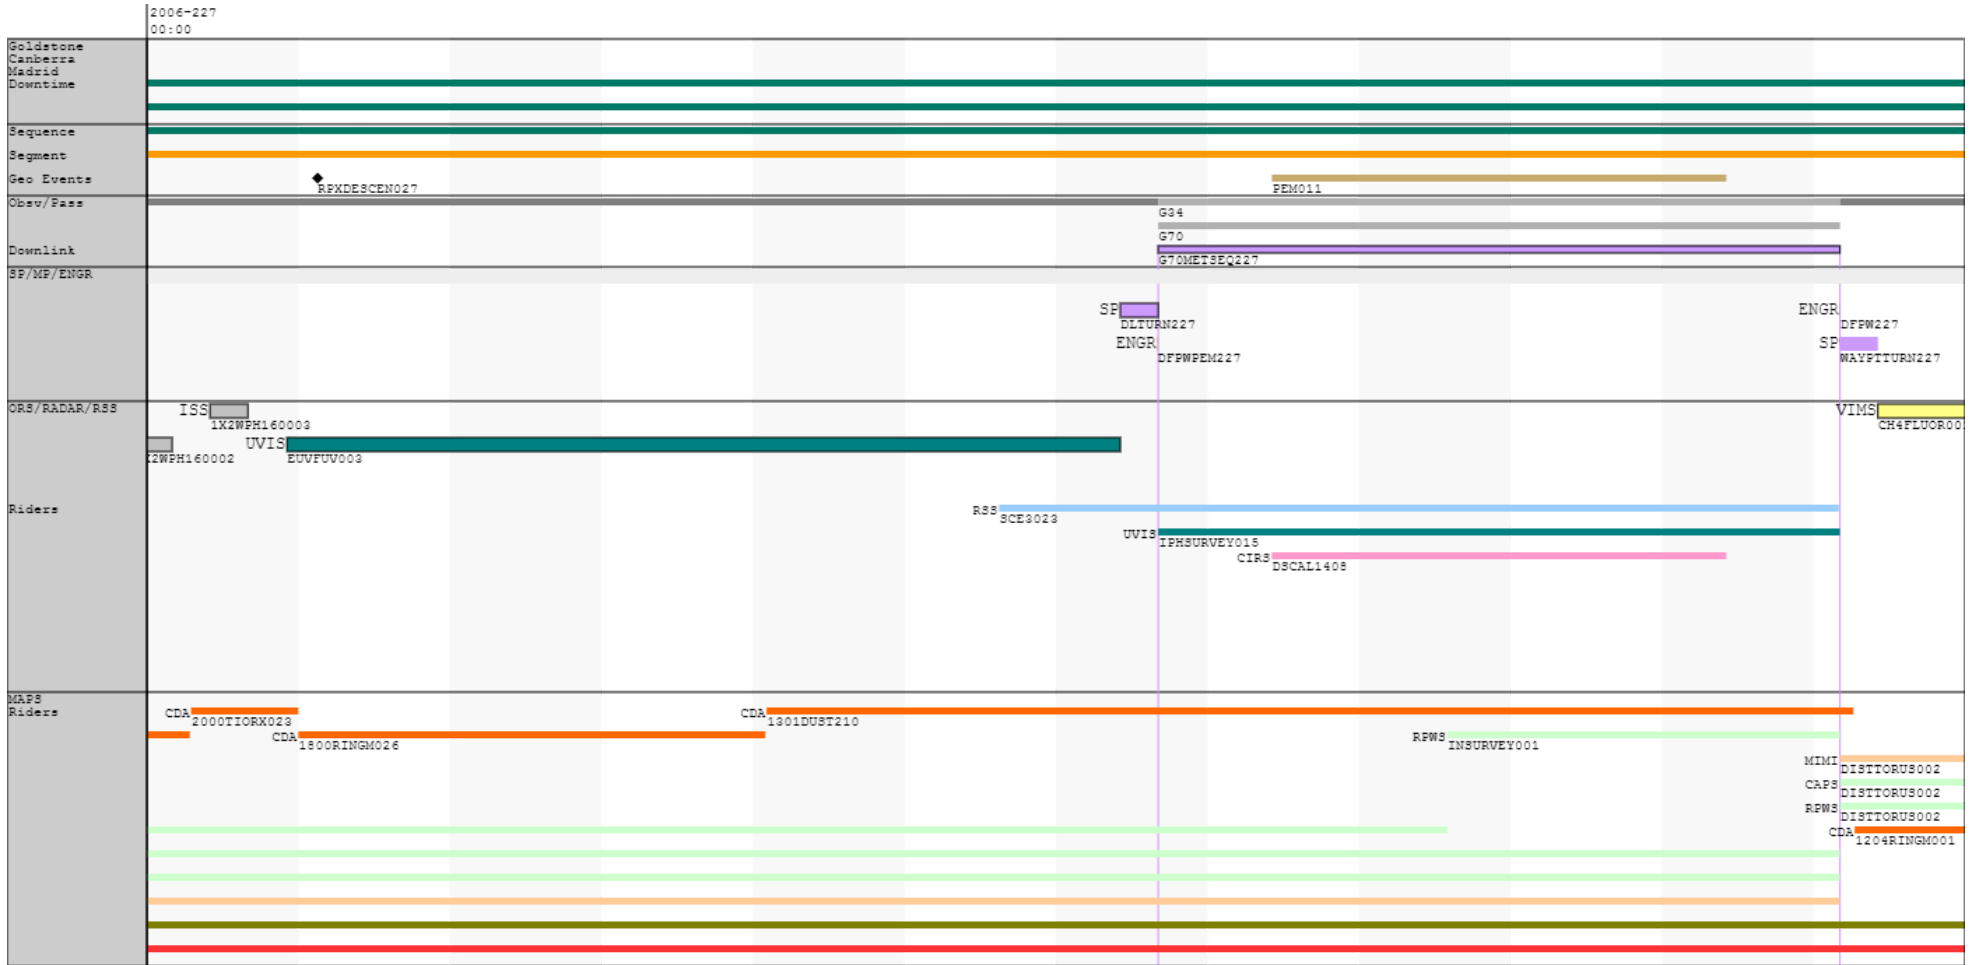 2006-227
00:00
Goldstone
Canberra
Madrid
Downtime
Sequence
Segment
Geo Events
RPXDESCEN027
PEM011
Obsv/Pass
G34
G70
Downlink
G70METSEQ227
SP/MP/ENGR
SP
DLTURN227
ENGR
DFPW227
ENGR
DFPWPEM227
SP
WAYPTTURN227
ORS/RADAR/RSS
ISS
1X2WPH160003
VIMS
CH4FLUOR00
UVIS
2WPH160002
EUVFUV003
Riders
RSS
SCE3023
UVIS
IPHSURVEY015
CIRS
DSCAL1408
MAPS
Riders
CDA
2000TIORX023
CDA
1301DUST210
CDA
1800RINGM026
RPWS
INSURVEY001
MIMI
DISTTORUS002
CAPS
DISTTORUS002
RPWS
DISTTORUS002
CDA
1204RINGM001